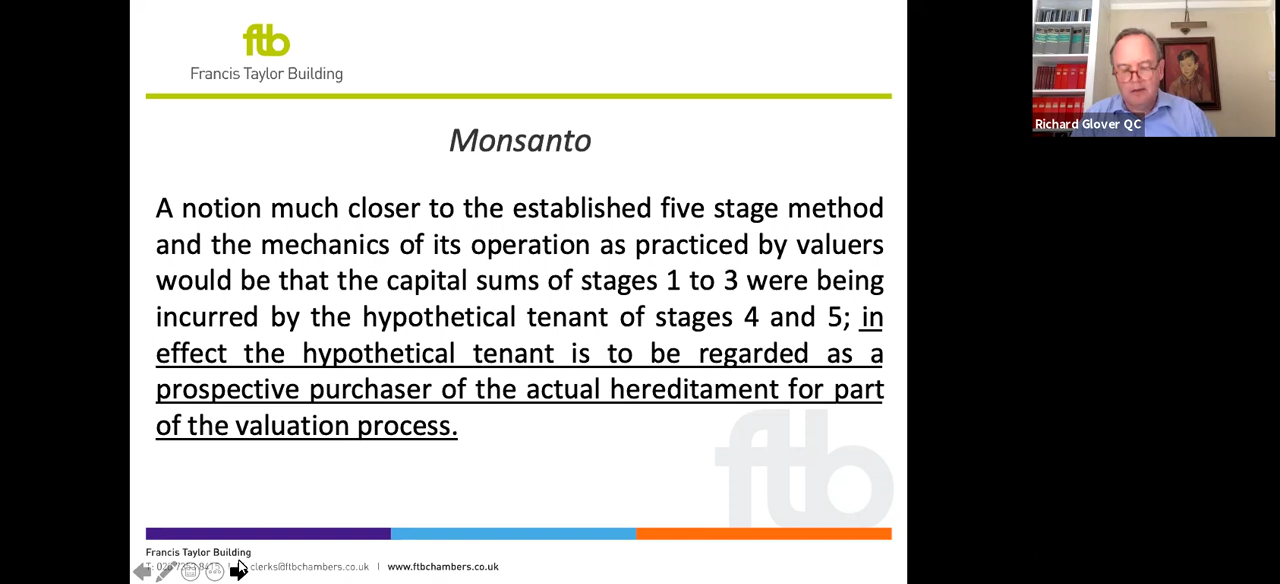 ftb
Francis Taylor Building
Richard Glover QC
Monsanto
A notion much closer to the established five stage method
and the mechanics of its operation as practiced by valuers
would be that the capital sums of stages 1 to 3 were being
incurred by the hypothetical tenant of stages 4 and 5; in
effect the hypothetical tenant is to be regarded as a
prospective purchaser of the actual hereditament for part
of the valuation process.
ftb
Francis Taylor Building
clerks@ftbchambers.co.uk | www.ftbchambers.co.uk